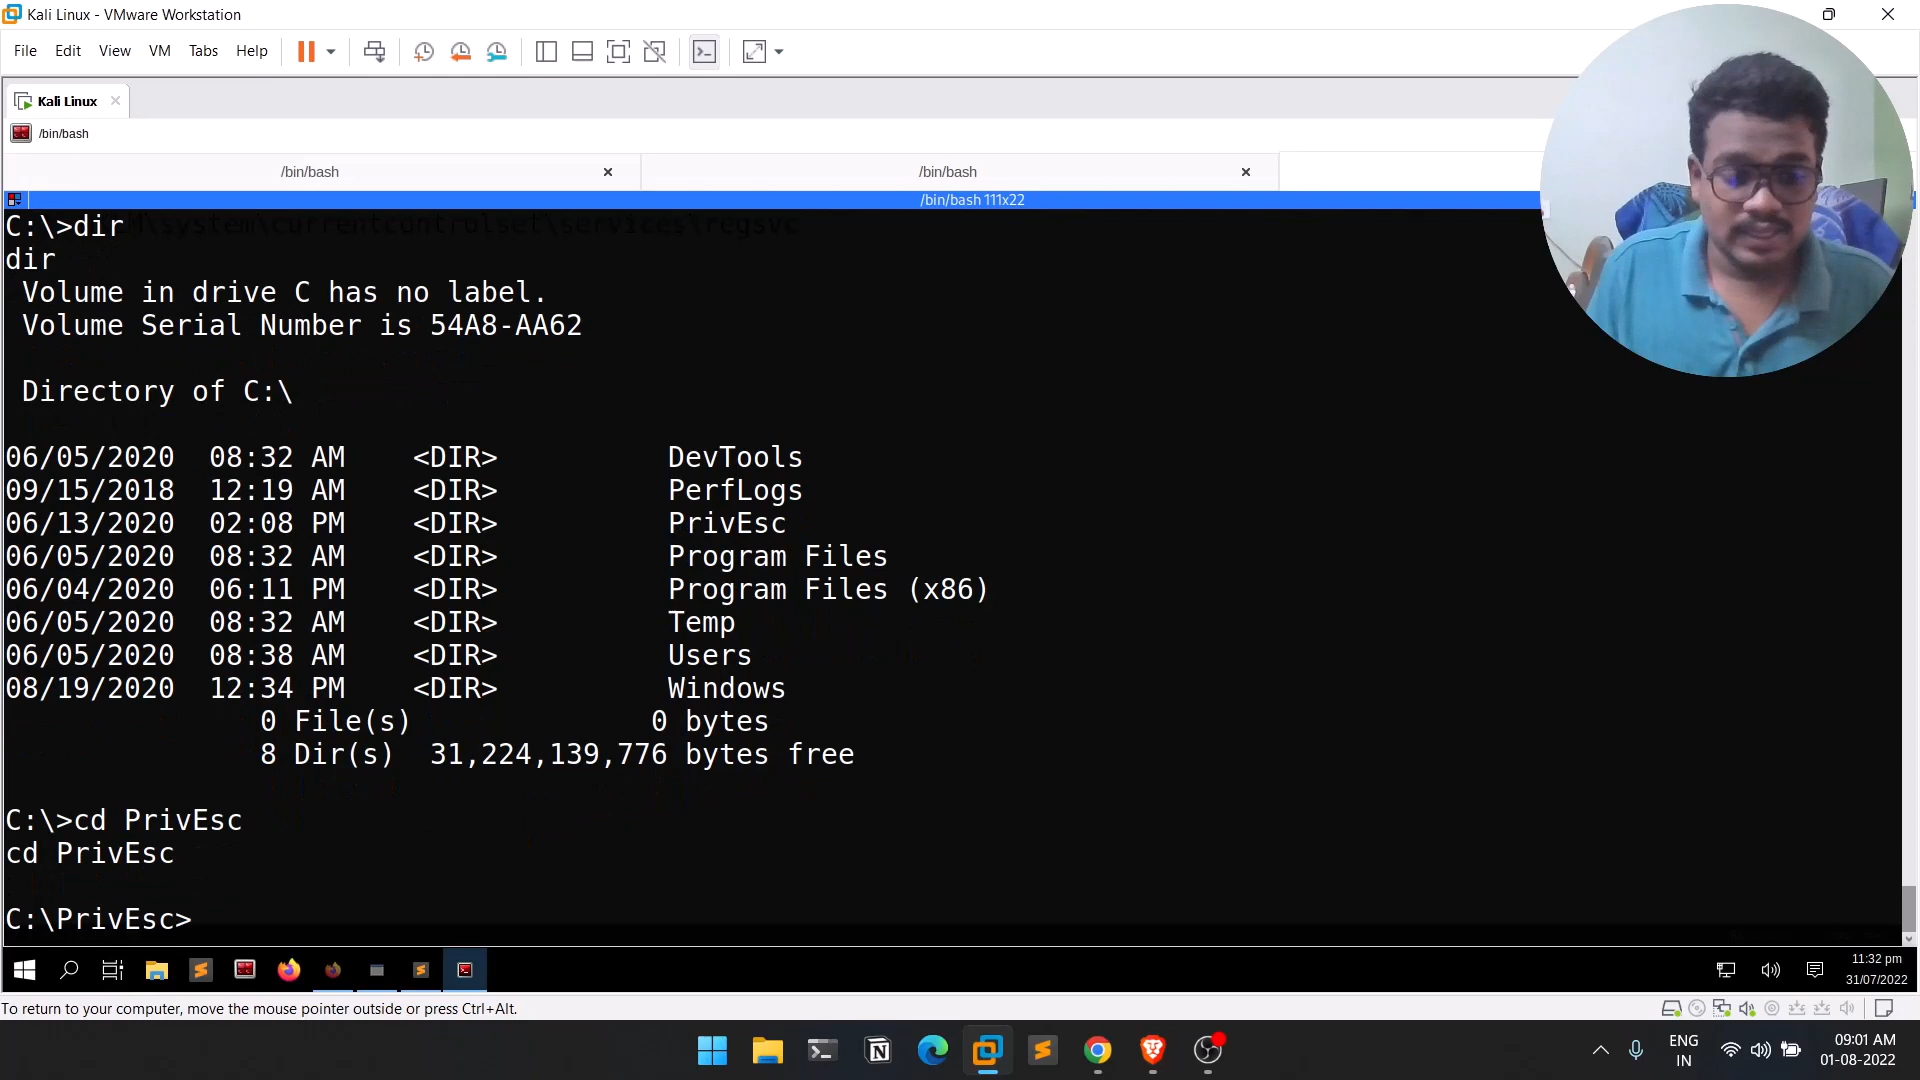 Kali Linux - VMware Workstation
File Edit View VM Tabs Help
Kali Linux
/bin/bash
/bin/bash /bin/bash
/bin/bash 111x22
C:\>dir M\system\currentcontrolset\services\regsvc
dir
Volume in drive C has no label.
Volume Serial Number is 54A8-AA62
Directory of C:\
06/05/2020 08:32 AM <DIR> DevTools
09/15/2018 12:19 AM <DIR> PerfLogs
06/13/2020 02:08 PM <DIR> PrivEsc
06/05/2020 08:32 AM <DIR> Program Files
06/04/2020 06:11 PM <DIR> Program Files (x86)
06/05/2020 08:32 AM <DIR> Temp
06/05/2020 08:38 AM <DIR> Users
08/19/2020 12:34 PM <DIR> Windows
0 File(s) 0 bytes
8 Dir(s) 31,224,139,776 bytes free
C:\>cd PrivEsc
cd PrivEsc
C:\PrivEsc>
11:32 pm
31/07/2022
To return to your computer, move the mouse pointer outside or press Ctrl+Alt.
ENG
IN
09:01 AM
01-08-2022